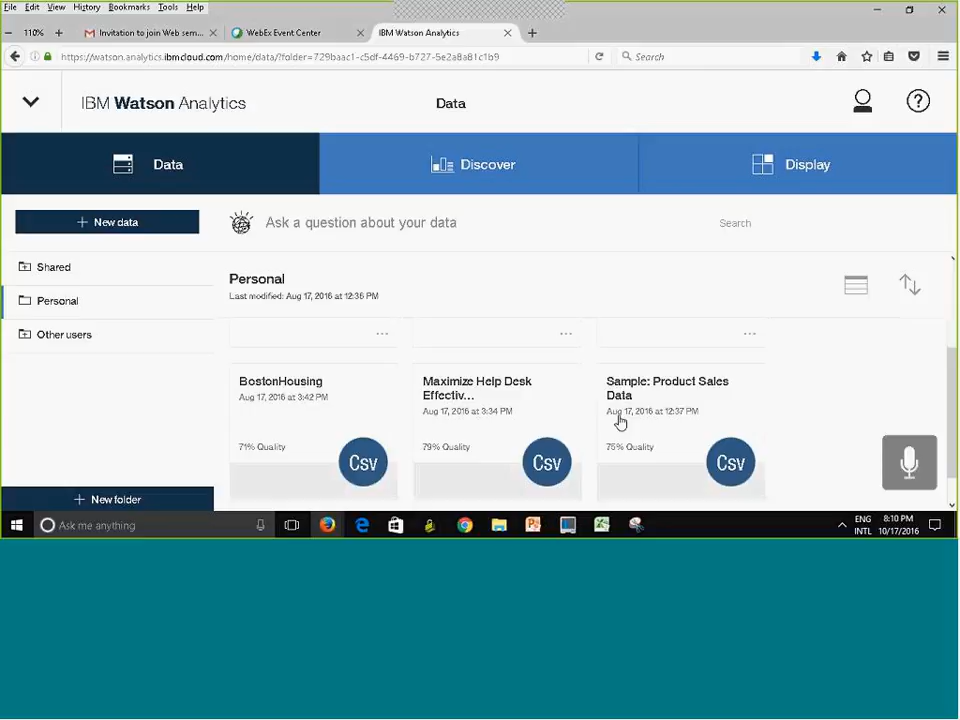 File Edit View History Bookmarks Tools Help
110% Invitation to join Web sem... WebEx Event Center IBM Watson Analytics
https://watson.analytics.ibmcloud.com/home/data/?folder=729baac1-c5df-4469-b727-5e2a8a81c1b9 Search
IBM Watson Analytics Data
Data Discover Display
New data Ask a question about your data Search
Shared
Personal
Last modified: Aug 17, 2016 at 12:36 PM
Personal
Other users
BostonHousing
Aug 17, 2016 at 3:42 PM
71% Quality
Csv
Maximize Help Desk
Effectiv...
Aug 17, 2016 at 3:34 PM
79% Quality
Csv
Sample: Product Sales
Data
Aug 17, 2016 at 12:37 PM
75% Quality
Csv
New folder
Ask me anything
ENG 8:10 PM
INTL 10/17/2016